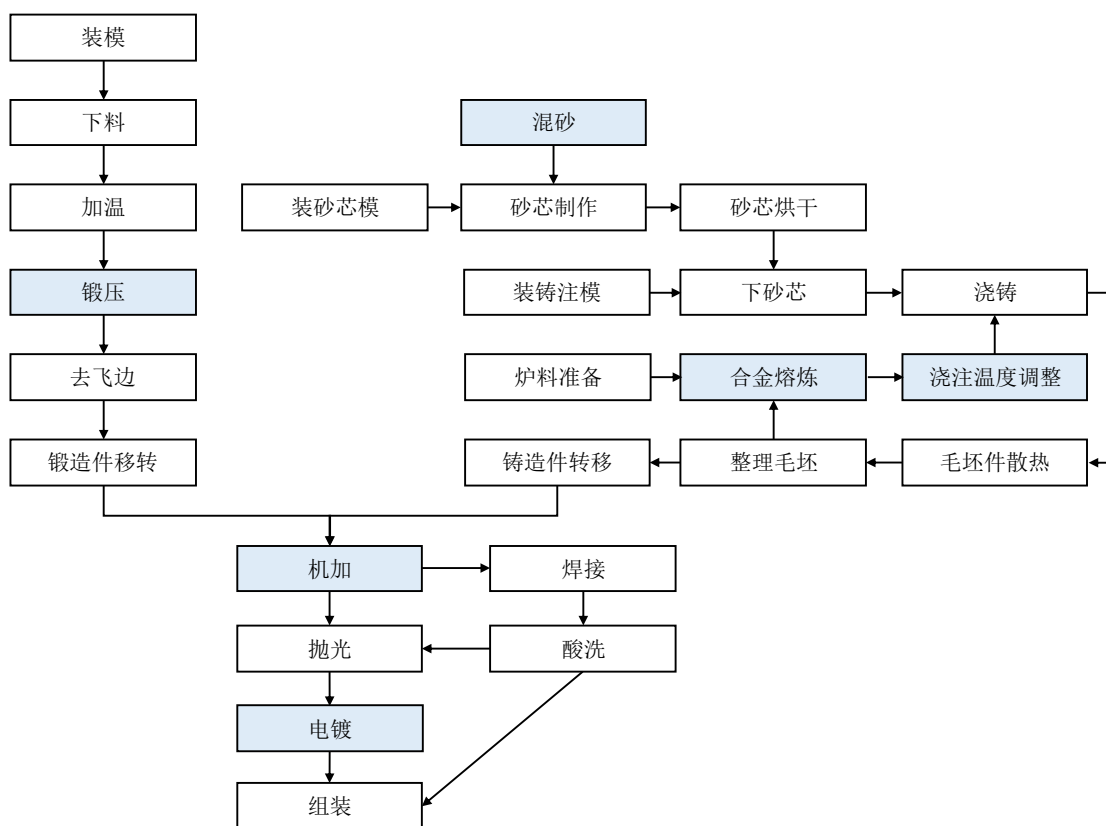 装模
下料
混砂
加温
装砂芯模
砂芯制作
砂芯烘干
锻压
装铸注模
下砂芯
浇铸
去飞边
炉料准备
合金熔炼
浇注温度调整
锻造件移转
铸造件转移
整理毛坯
毛坯件散热
机加
焊接
抛光
酸洗
电镀
组装